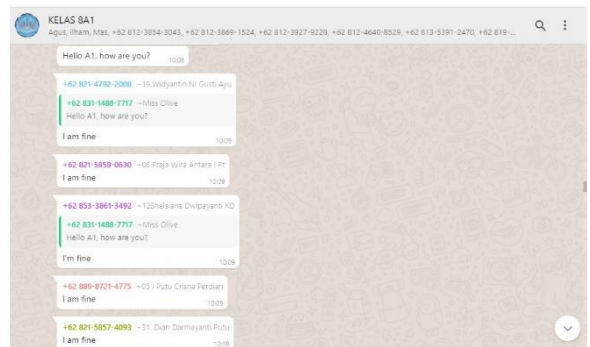 KELAS 8A1
Agus, Ilham, Mas, +62 812-3854-3043, +62 812-3869-1524, +62 812-3927-9228, +62 812-4640-8529, +62 813-5391-2470, +62 819-...
Hello A1, how are you? 10:08
+62 821-4792-2008 ~19.Widyantin Ni Gusti Ayu
+62 831-1488-7717 ~Miss Olive
Hello A1, how are you?
I am fine 10:09
+62 821-5858-0630 ~06.Praja Wira Antara I Pt
I am fine 10:09
+62 853-3861-3492 ~12Shelsiana Dwipayanti KD
+62 831-1488-7717 ~Miss Olive
Hello A1, how are you?
I'm fine 10:09
+62 889-8721-4775 ~05 I Putu Crisna Perdian
I am fine 10:09
+62 821-5857-4093 ~31. Dian Darmayanti Putu
I am fine 10:09